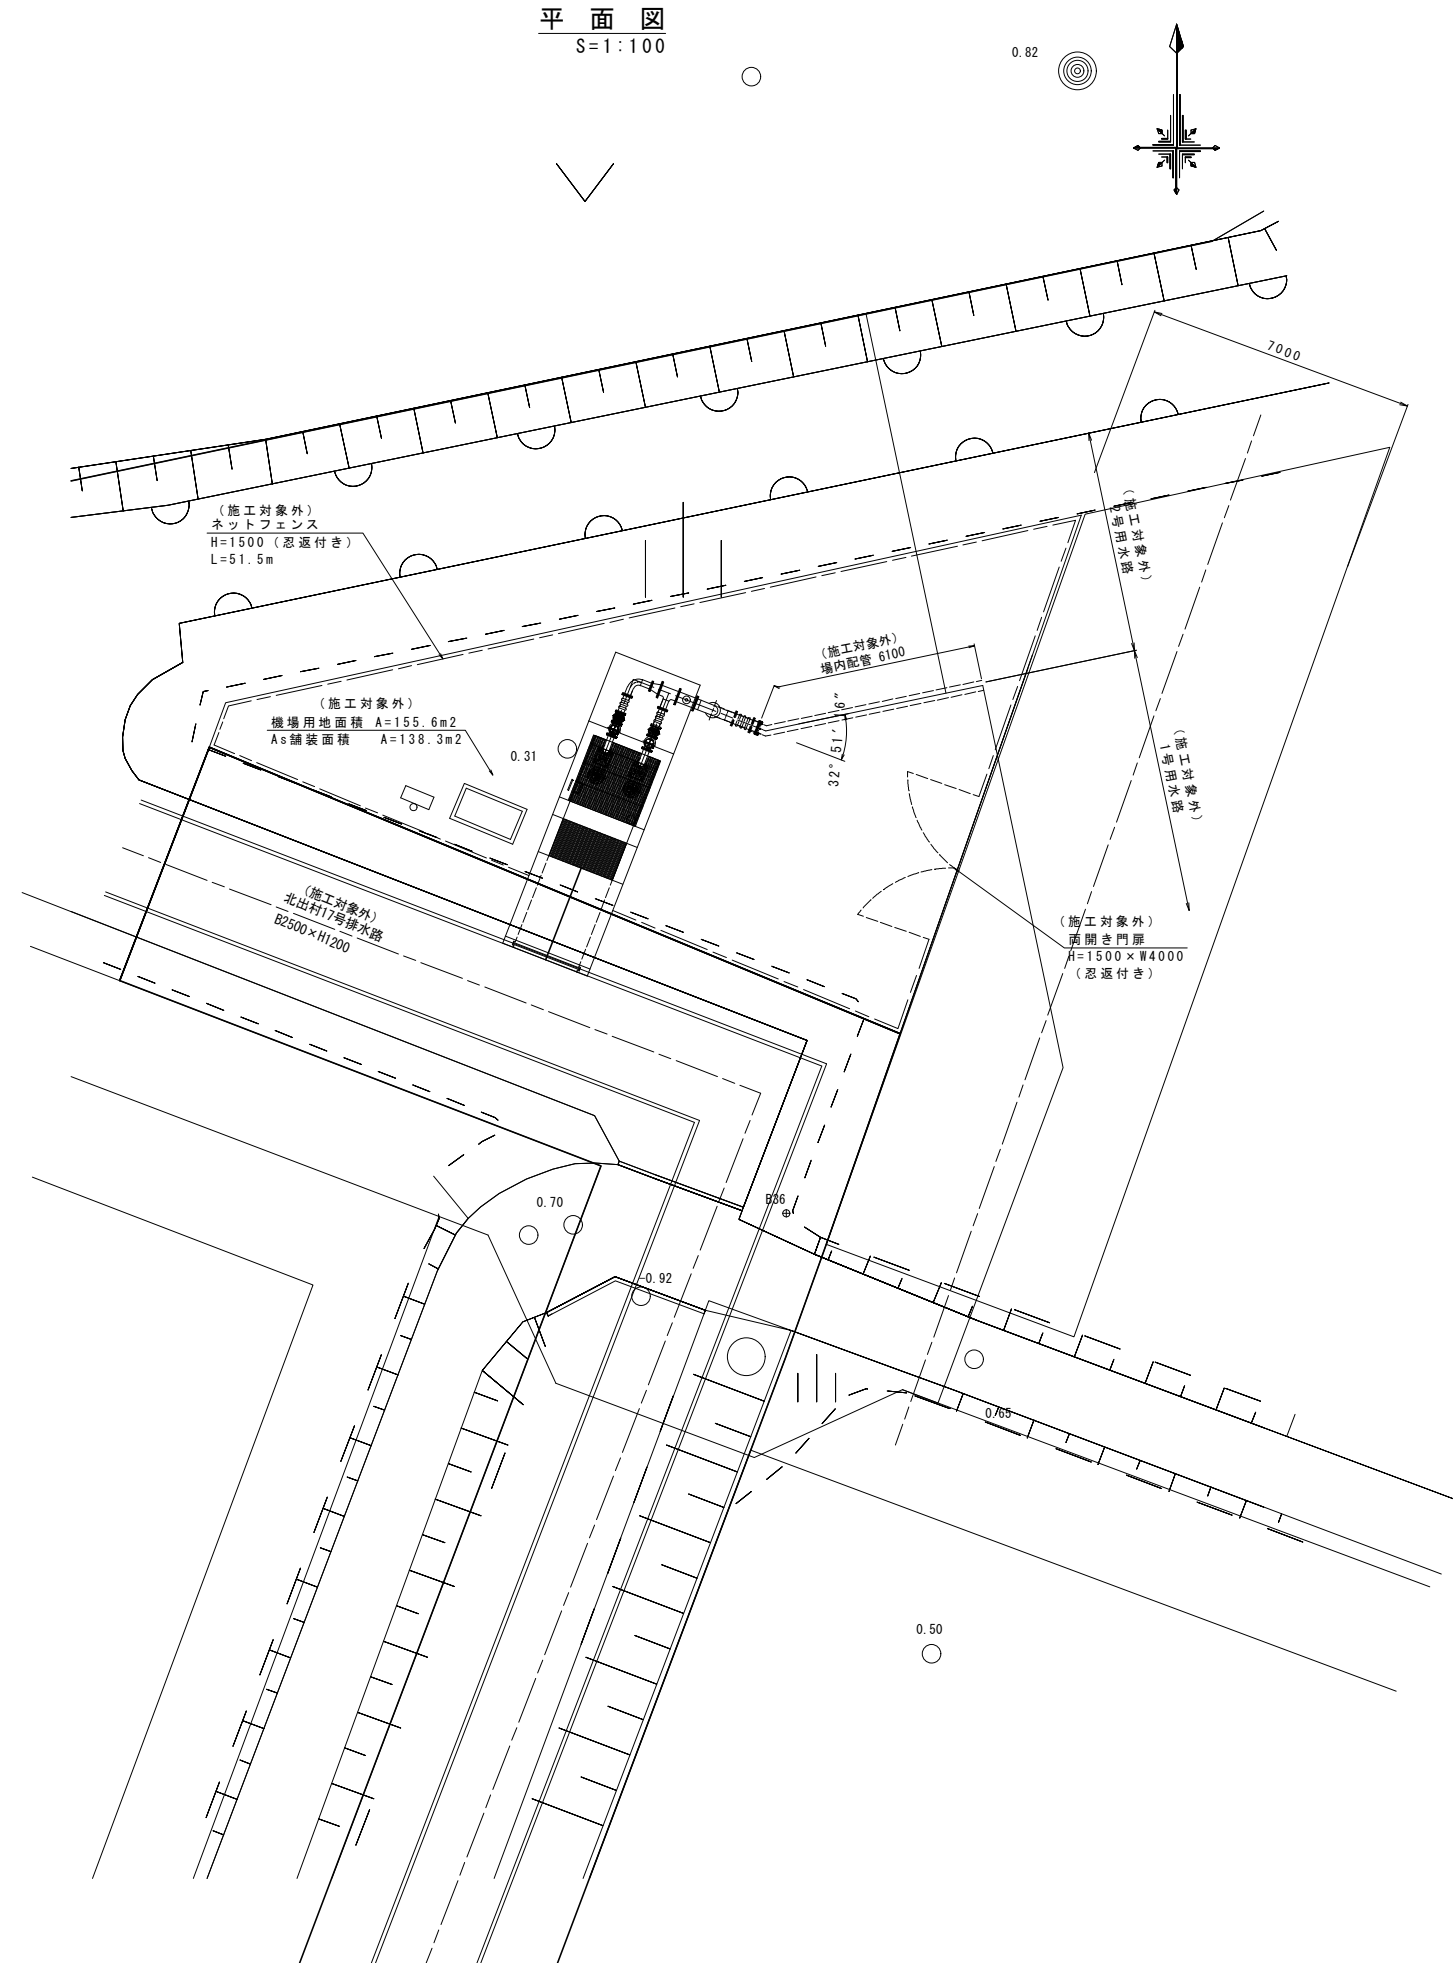 平　面　図
S=1:100
0.82
7000
（施工対象外）
ネットフェンス
H=1500（忍返付き）
L=51.5m
（施工対象外）
2号用水路
（施工対象外）
場内配管 6100
（施工対象外）
機場用地面積 A=155.6m2
As舗装面積 A=138.3m2
0.31
32°51′16″
（施工対象外）
1号用水路
（施工対象外）
北出村17号排水路
B2500×H1200
（施工対象外）
両開き門扉
H=1500×W4000
（忍返付き）
0.70
B36
-0.92
0.65
0.50